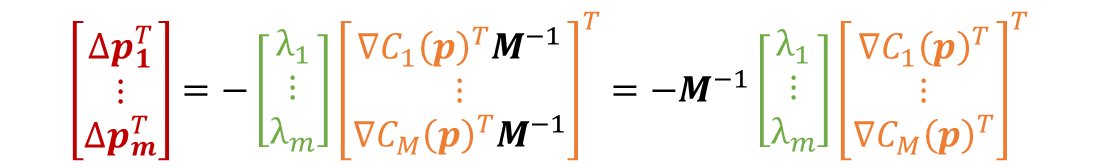 [Δp₁ᵀ ⋮ Δpₘᵀ] = − [λ₁ ⋮ λₘ] [∇C₁(p)ᵀM⁻¹ ⋮ ∇C_M(p)ᵀM⁻¹]ᵀ = −M⁻¹ [λ₁ ⋮ λₘ] [∇C₁(p)ᵀ ⋮ ∇C_M(p)ᵀ]ᵀ